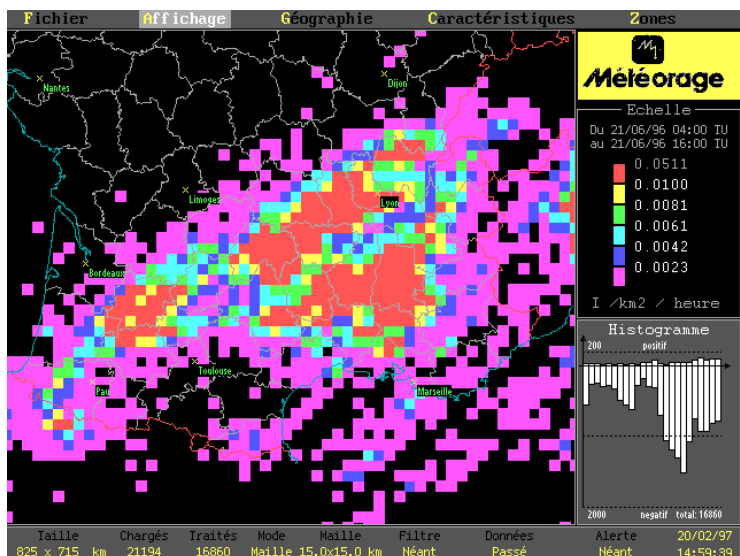 Fichier Affichage Géographie Caractéristiques Zones
Nantes
Dijon
Limoges
Lyon
Bordeaux
Toulouse
Pau
Marseille
Météorage
Echelle
Du 21/06/96 04:00 TU
au 21/06/96 16:00 TU
0.0511
0.0100
0.0081
0.0061
0.0042
0.0023
I /km2 / heure
Histogramme
200 positif
2000 negatif total: 16860
Taille Chargés Traités Mode Maille Filtre Données Alerte 20/02/97
825 x 715 km 21194 16860 Maille 15.0x15.0 km Néant Passé Néant 14:59:39